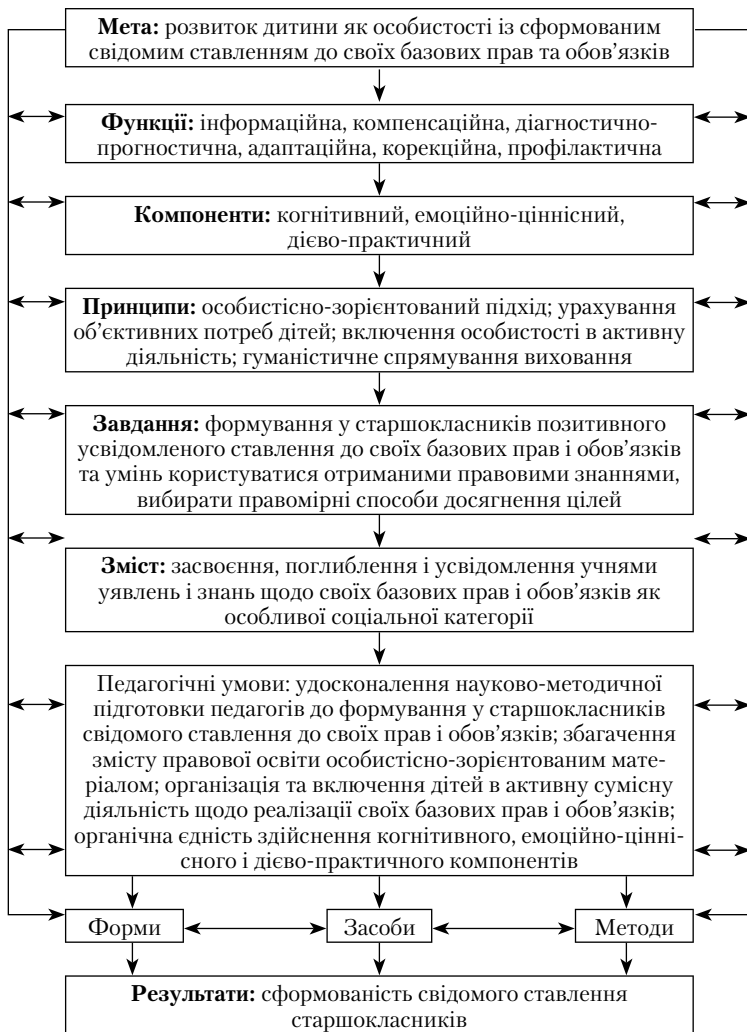 Мета: розвиток дитини як особистості із сформованим
свідомим ставленням до своїх базових прав та обов'язків
Функції: інформаційна, компенсаційна, діагностично-
прогностична, адаптаційна, корекційна, профілактична
Компоненти: когнітивний, емоційно-ціннісний,
дієво-практичний
Принципи: особистісно-зорієнтований підхід; урахування
об'єктивних потреб дітей; включення особистості в активну
діяльність; гуманістичне спрямування виховання
Завдання: формування у старшокласників позитивного
усвідомленого ставлення до своїх базових прав і обов'язків
та умінь користуватися отриманими правовими знаннями,
вибирати правомірні способи досягнення цілей
Зміст: засвоєння, поглиблення і усвідомлення учнями
уявлень і знань щодо своїх базових прав і обов'язків як
особливої соціальної категорії
Педагогічні умови: удосконалення науково-методичної
підготовки педагогів до формування у старшокласників
свідомого ставлення до своїх прав і обов'язків; збагачення
змісту правової освіти особистісно-зорієнтованим мате-
ріалом; організація та включення дітей в активну сумісну
діяльність щодо реалізації своїх базових прав і обов'язків;
органічна єдність здійснення когнітивного, емоційно-цінні-
сного і дієво-практичного компонентів
Форми
Засоби
Методи
Результати: сформованість свідомого ставлення
старшокласників